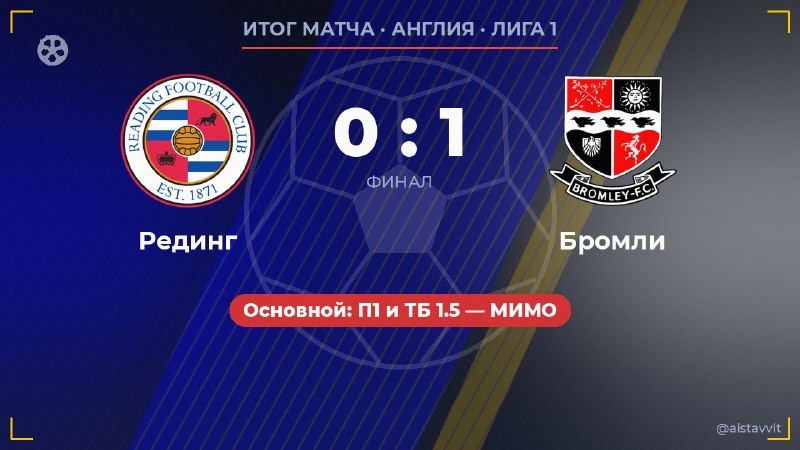 ИТОГ МАТЧА · АНГЛИЯ · ЛИГА 1
READING FOOTBALL CLUB
EST. 1871
0 : 1
ФИНАЛ
BROMLEY-F.C.
Рединг
Бромли
Основной: П1 и ТБ 1.5 — МИМО
@aistavvit